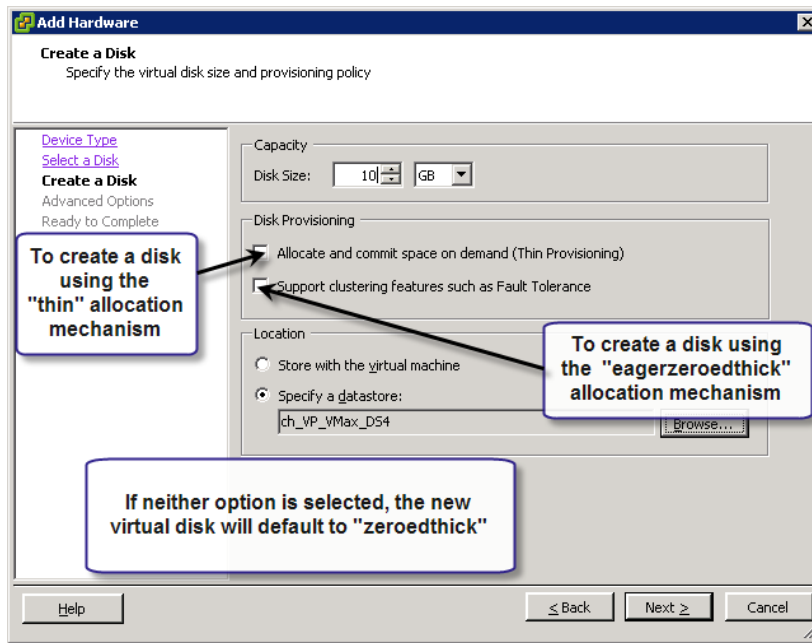 Add Hardware
Create a Disk
Specify the virtual disk size and provisioning policy
Device Type
Select a Disk
Create a Disk
Advanced Options
Ready to Complete
Capacity
Disk Size: 10 GB
Disk Provisioning
Allocate and commit space on demand (Thin Provisioning)
Support clustering features such as Fault Tolerance
To create a disk
using the
"thin" allocation
mechanism
Location
Store with the virtual machine
Specify a datastore:
ch_VP_VMax_DS4
Browse...
To create a disk using
the "eagerzeroedthick"
allocation mechanism
If neither option is selected, the new
virtual disk will default to "zeroedthick"
Help
< Back
Next >
Cancel